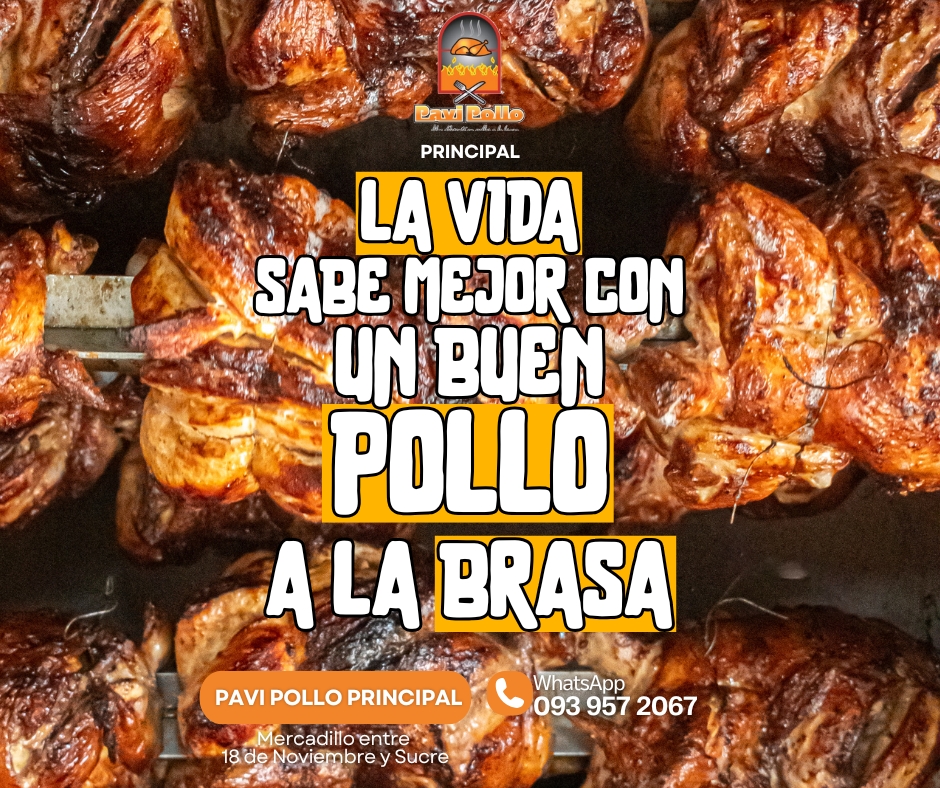 Pavi Pollo
PRINCIPAL
LA VIDA
SABE MEJOR CON
UN BUEN
POLLO
A LA BRASA
PAVI POLLO PRINCIPAL
WhatsApp
093 957 2067
Mercadillo entre
18 de Noviembre y Sucre